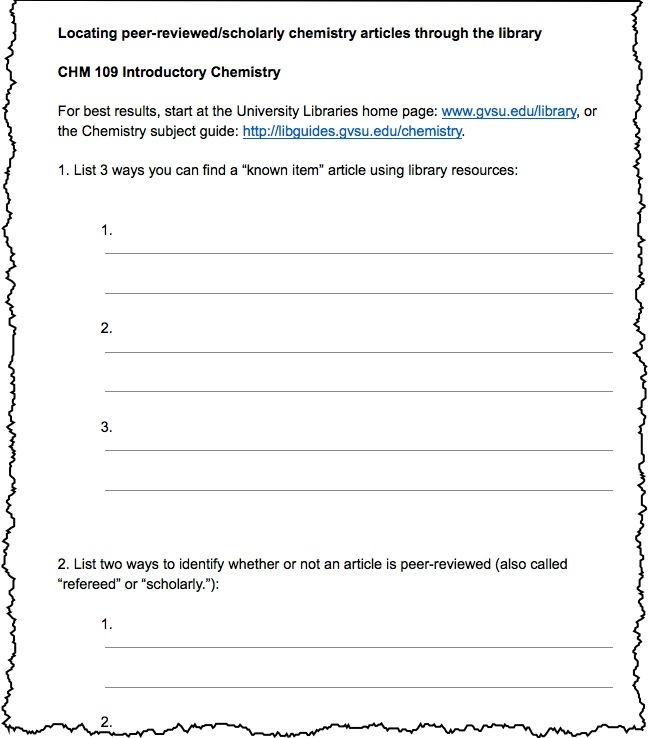 Locating peer-reviewed/scholarly chemistry articles through the library
CHM 109 Introductory Chemistry
For best results, start at the University Libraries home page: www.gvsu.edu/library, or
the Chemistry subject guide: http://libguides.gvsu.edu/chemistry.
1. List 3 ways you can find a “known item” article using library resources:
1.
2.
3.
2. List two ways to identify whether or not an article is peer-reviewed (also called
“refereed” or “scholarly.”):
1.
2.